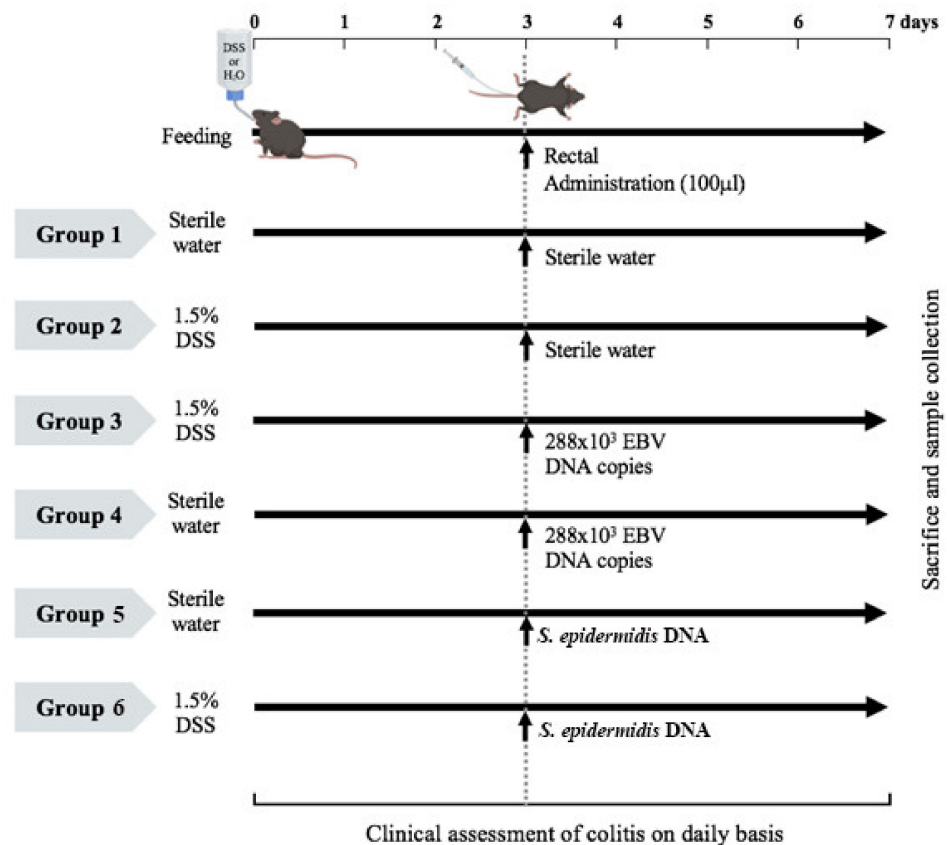 0 1 2 3 4 5 6 7 days
DSS
or
H₂O
Feeding
Rectal
Administration (100μl)
Group 1
Sterile
water
Sterile water
Group 2
1.5%
DSS
Sterile water
Group 3
1.5%
DSS
288x10³ EBV
DNA copies
Group 4
Sterile
water
288x10³ EBV
DNA copies
Group 5
Sterile
water
S. epidermidis DNA
Group 6
1.5%
DSS
S. epidermidis DNA
Sacrifice and sample collection
Clinical assessment of colitis on daily basis